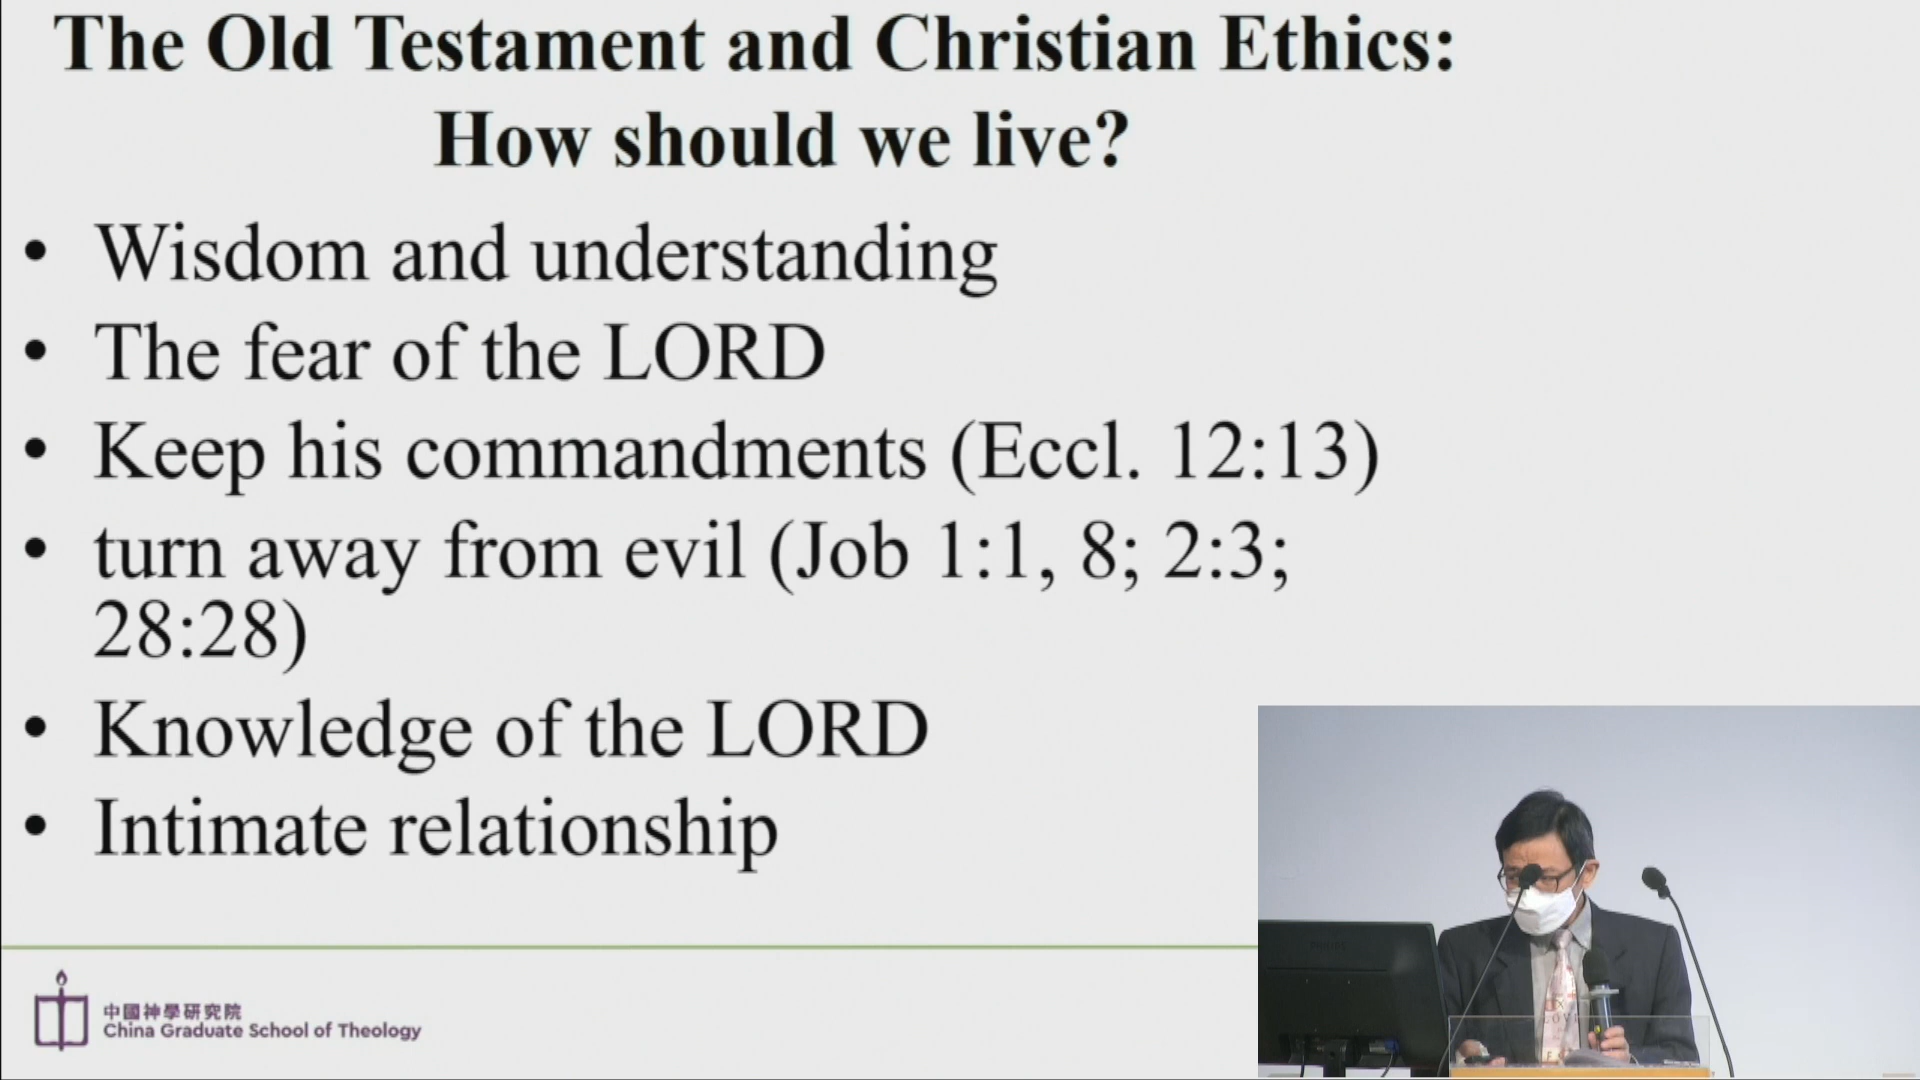 The Old Testament and Christian Ethics:
How should we live?
• Wisdom and understanding
• The fear of the LORD
• Keep his commandments (Eccl. 12:13)
• turn away from evil (Job 1:1, 8; 2:3;
28:28)
• Knowledge of the LORD
• Intimate relationship
中國神學研究院
China Graduate School of Theology